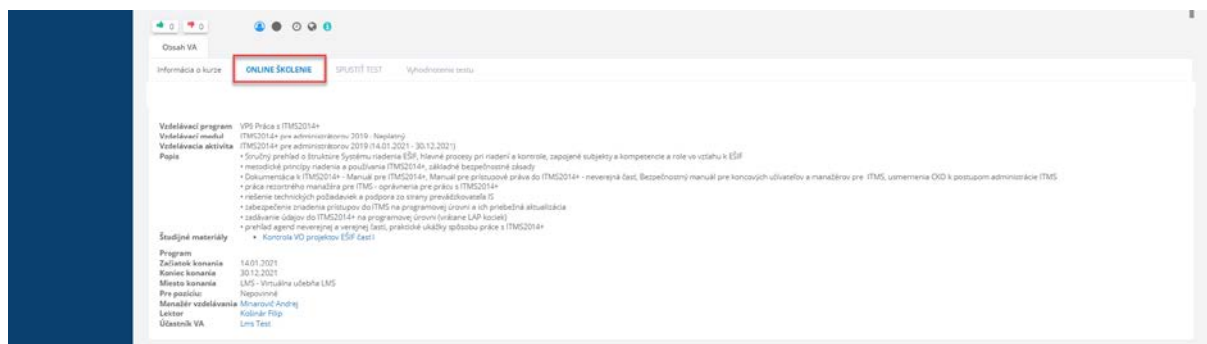 0 0
Obsah VA
Informácia o kurze ONLINE ŠKOLENIE SPUSTIŤ TEST Vyhodnotenie testu
Vzdelávací program VP8 Práca s ITMS2014+
Vzdelávací modul ITMS2014+ pre administrátorov 2019 - Neplatný
Vzdelávacia aktivita ITMS2014+ pre administrátorov 2019 (14.01.2021 - 30.12.2021)
Popis • Stručný prehľad o štruktúre Systému riadenia EŠIF, hlavné procesy pri riadení a kontrole, zapojené subjekty a kompetencie a role vo vzťahu k EŠIF
• metodické princípy riadenia a používania ITMS2014+, základné bezpečnostné zásady
• Dokumentácia k ITMS2014+ - Manuál pre ITMS2014+, Manuál pre prístupové práva do ITMS2014+ - neverejná časť, Bezpečnostný manuál pre koncových užívateľov a manažérov pre ITMS, usmernenia CKO k postupom administrácie ITMS
• práca rezortného manažéra pre ITMS - oprávnenia pre prácu s ITMS2014+
• riešenie technických požiadaviek a podpora zo strany prevádzkovateľa IS
• zabezpečenie zriadenia prístupov do ITMS na programovej úrovni a ich priebežná aktualizácia
• zadávanie údajov do ITMS2014+ na programovej úrovni (vrátane LAP kociek)
• prehľad agend neverejnej a verejnej časti, praktické ukážky spôsobu práce s ITMS2014+
Študijné materiály • Kontrola VO projektov EŠIF časť I
Program
Začiatok konania 14.01.2021
Koniec konania 30.12.2021
Miesto konania LMS - Virtuálna učebňa LMS
Pre pozíciu: Nepovinné
Manažér vzdelávania Minarovič Andrej
Lektor Košinár Filip
Účastník VA Lms Test